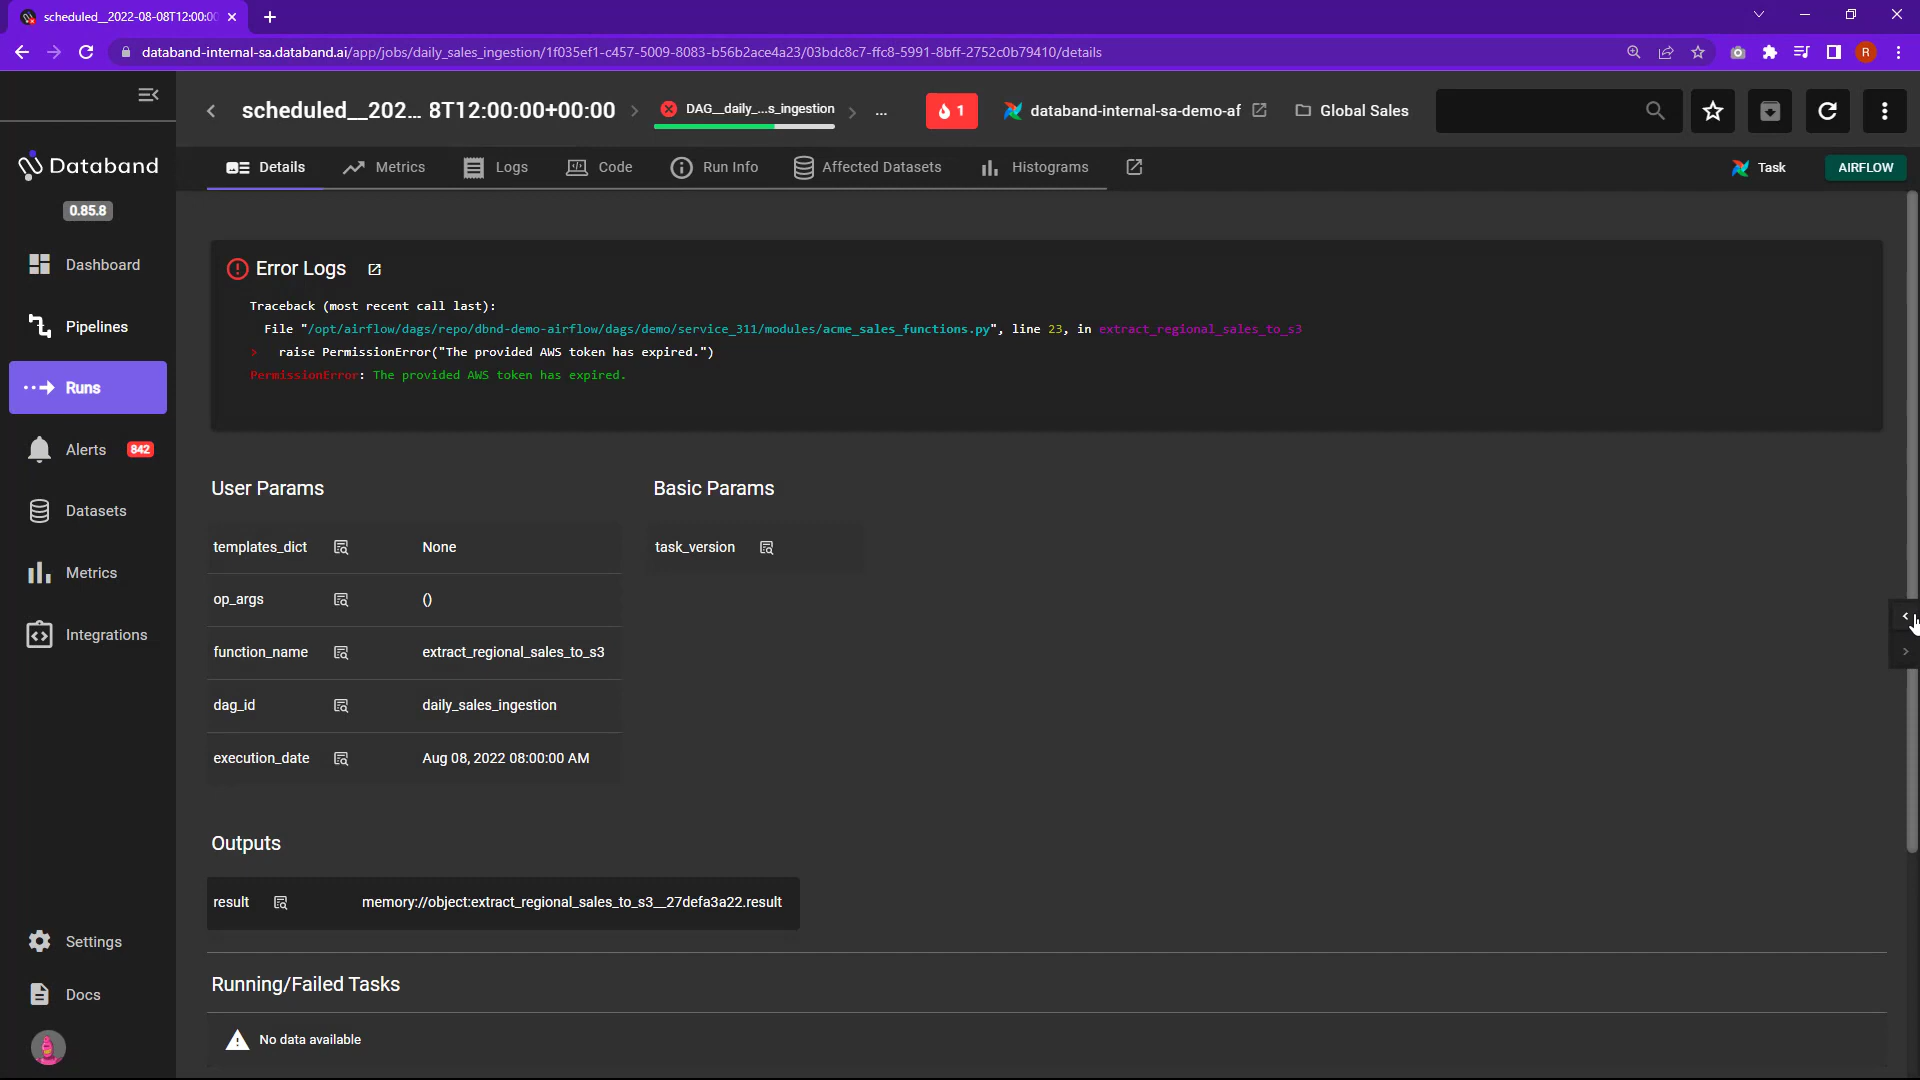 scheduled__2022-08-08T12:00:00
databand-internal-sa.databand.ai/app/jobs/daily_sales_ingestion/1f035ef1-c457-5009-8083-b56b2ace4a23/03bdc8c7-ffc8-5991-8bff-2752c0b79410/details
R
scheduled__202... 8T12:00:00+00:00
DAG__daily_...s_ingestion
...
1
databand-internal-sa-demo-af
Global Sales
Databand
0.85.8
Dashboard
Pipelines
Runs
Alerts 842
Datasets
Metrics
Integrations
Settings
Docs
Details
Metrics
Logs
Code
Run Info
Affected Datasets
Histograms
Task
AIRFLOW
Error Logs
Traceback (most recent call last):
File "/opt/airflow/dags/repo/dbnd-demo-airflow/dags/demo/service_311/modules/acme_sales_functions.py", line 23, in extract_regional_sales_to_s3
> raise PermissionError("The provided AWS token has expired.")
PermissionError: The provided AWS token has expired.
User Params
templates_dict None
op_args ()
function_name extract_regional_sales_to_s3
dag_id daily_sales_ingestion
execution_date Aug 08, 2022 08:00:00 AM
Basic Params
task_version
Outputs
result memory://object:extract_regional_sales_to_s3__27defa3a22.result
Running/Failed Tasks
No data available